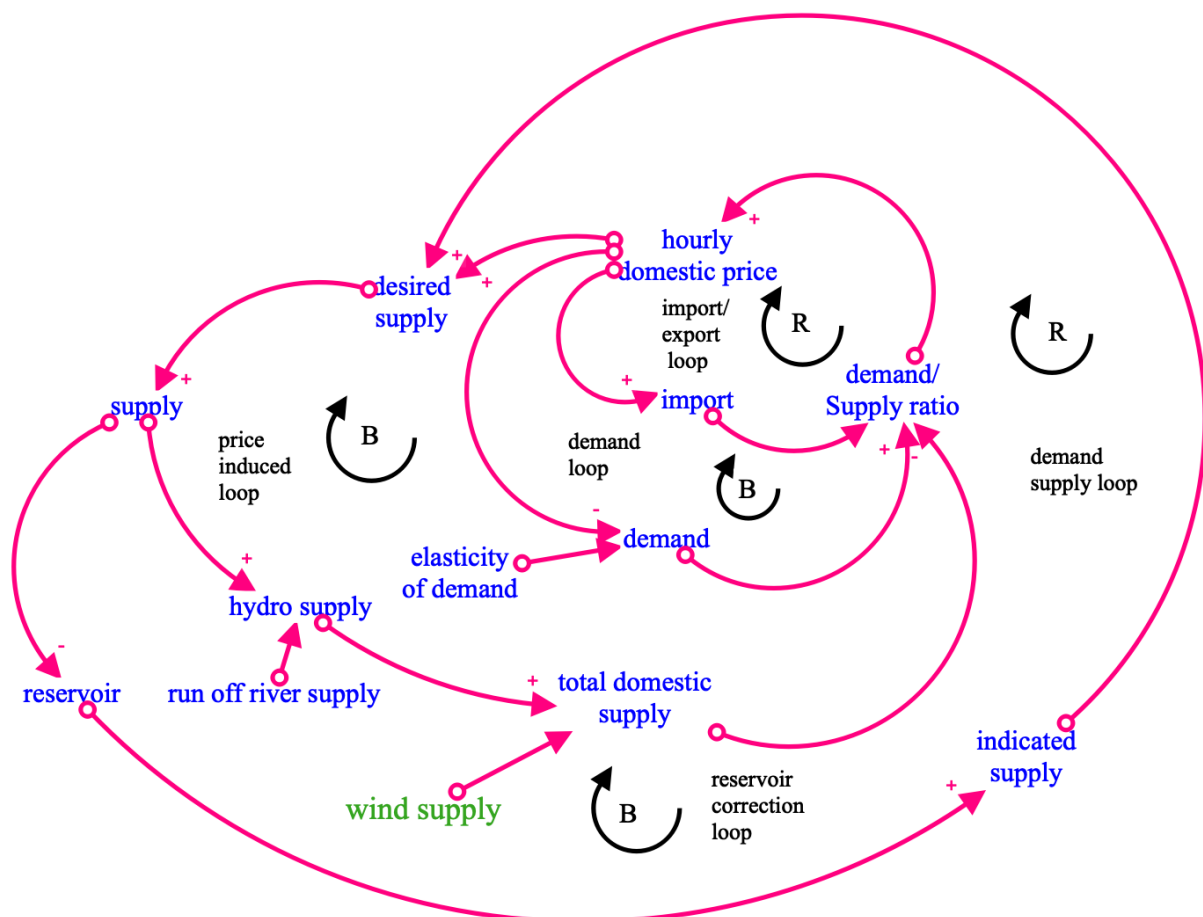 hourly
domestic price
+
+
+
desired
supply
import/
export
loop
R
R
+
supply
+
import
demand/
Supply ratio
price
induced
loop
B
demand
loop
+
-
demand
supply loop
B
-
demand
elasticity
of demand
+
hydro supply
-
reservoir
run off river supply
+
total domestic
supply
indicated
supply
+
wind supply
B
reservoir
correction
loop